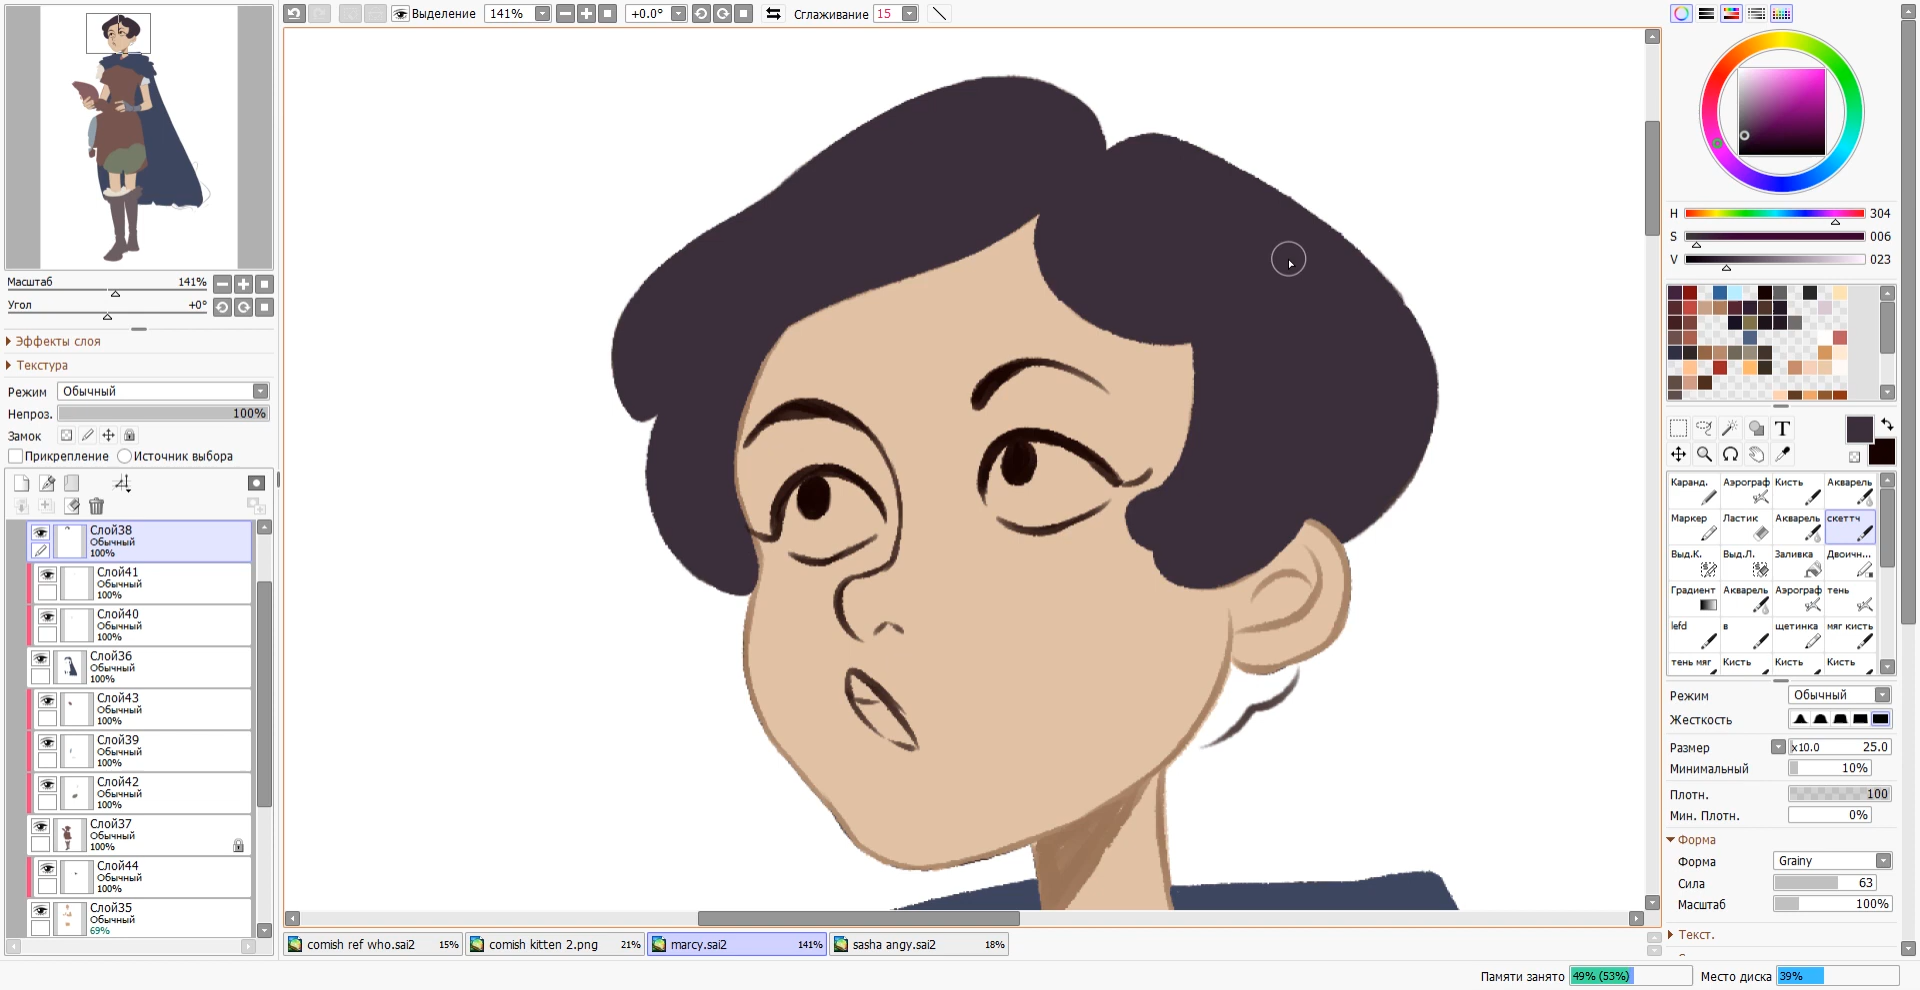 Выделение 141% +0.0° Сглаживание 15
Масштаб 141%
Угол +0°
Эффекты слоя
Текстура
Режим Обычный
Непроз. 100%
Замок
Прикрепление Источник выбора
Слой38
Обычный
100%
Слой41
Обычный
100%
Слой40
Обычный
100%
Слой36
Обычный
100%
Слой43
Обычный
100%
Слой39
Обычный
100%
Слой42
Обычный
100%
Слой37
Обычный
100%
Слой44
Обычный
100%
Слой35
Обычный
69%
H 304
S 006
V 023
T
Каранд. Аэрограф Кисть Акварель
Маркер Ластик Акварель скеттч
Выд.К. Выд.Л. Заливка Двоичн...
Градиент Акварель Аэрограф тень
lefd в щетинка мяг кисть
тень мяг Кисть Кисть Кисть
Режим Обычный
Жесткость
Размер x10.0 25.0
Минимальный 10%
Плотн. 100
Мин. Плотн. 0%
Форма
Форма Grainy
Сила 63
Масштаб 100%
Текст.
comish ref who.sai2 15% comish kitten 2.png 21% marcy.sai2 141% sasha angy.sai2 18%
Памяти занято 49% (53%) Место диска 39%